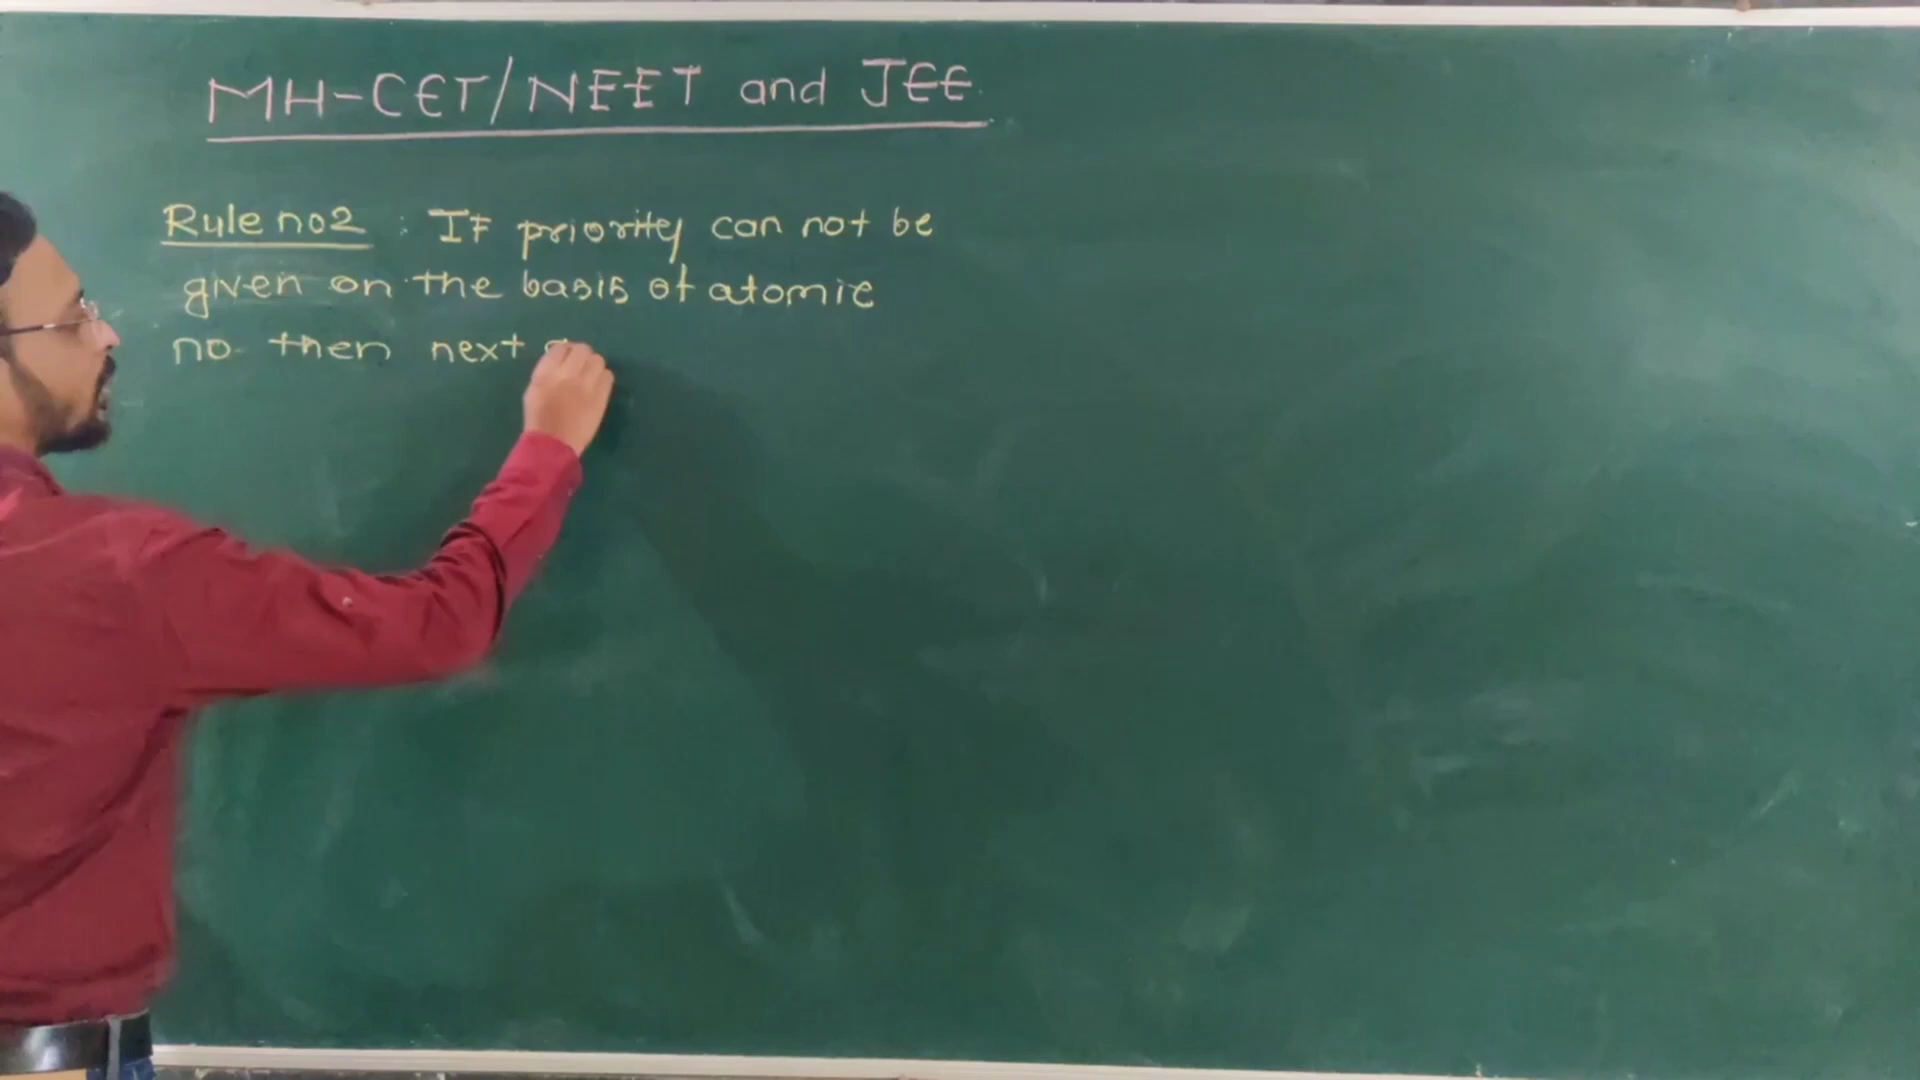 MH-CET/NEET and JEE
Rule no2 : If priority can not be
given on the basis of atomic
no. then next